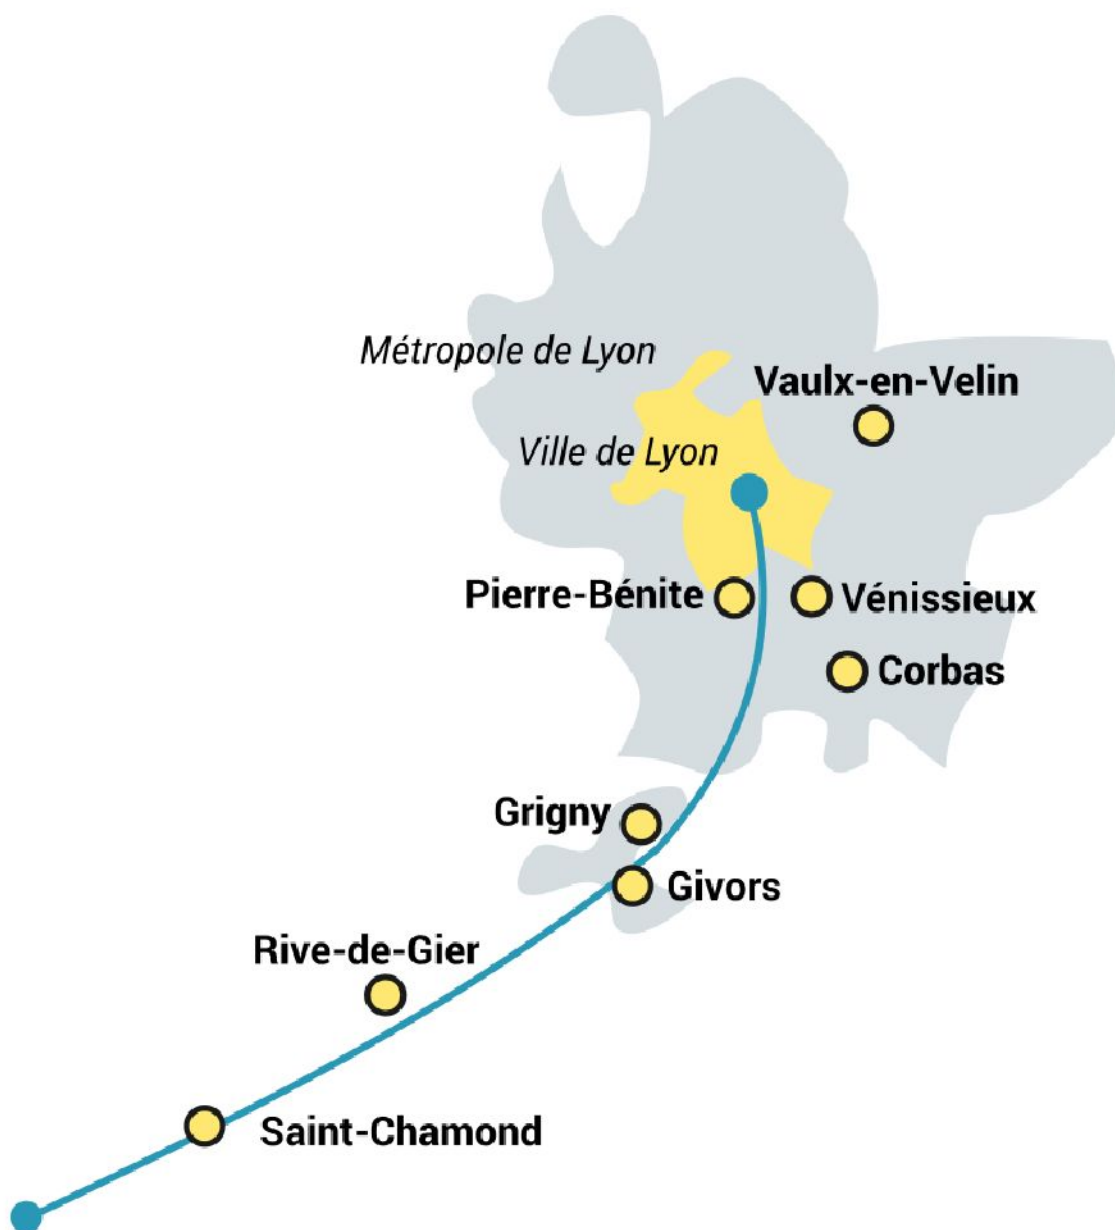 Métropole de Lyon
Vaulx-en-Velin
Ville de Lyon
Pierre-Bénite
Vénissieux
Corbas
Grigny
Givors
Rive-de-Gier
Saint-Chamond